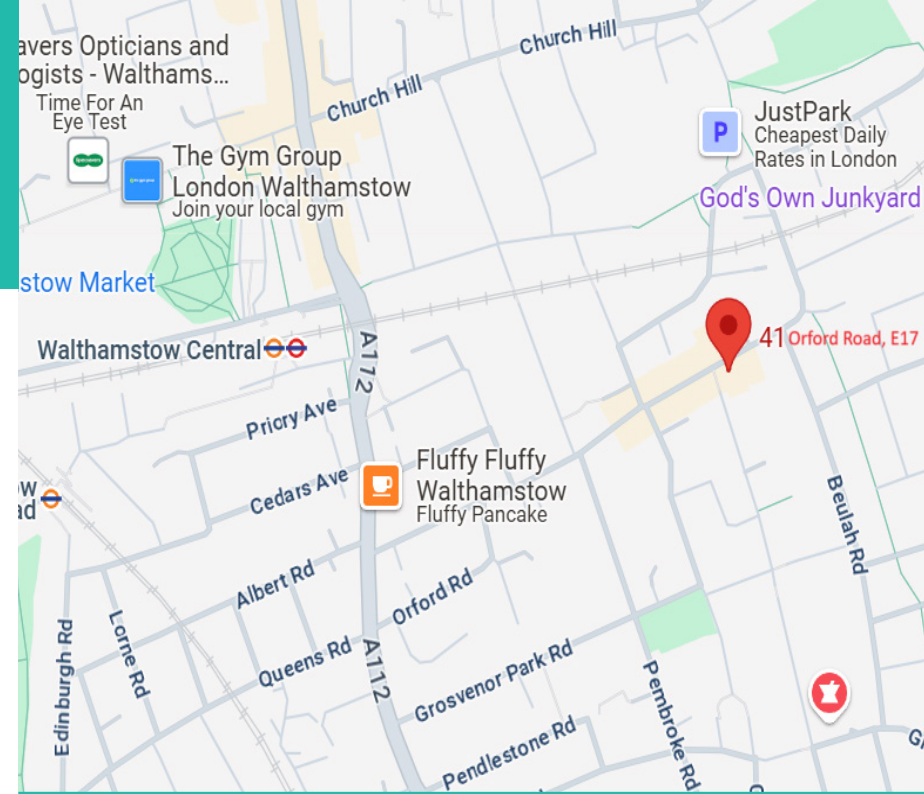 avers Opticians and
ogists - Walthams...
Time For An
Eye Test
Church Hill
Church Hill
The Gym Group
London Walthamstow
Join your local gym
P
JustPark
Cheapest Daily
Rates in London
God's Own Junkyard
stow Market
Walthamstow Central
A112
41 Orford Road, E17
Priory Ave
Cedars Ave
Fluffy Fluffy
Walthamstow
Fluffy Pancake
Beulah Rd
Albert Rd
Orford Rd
Queens Rd
A112
Lorne Rd
Edinburgh Rd
Grosvenor Park Rd
Pembroke Rd
Pendlestone Rd